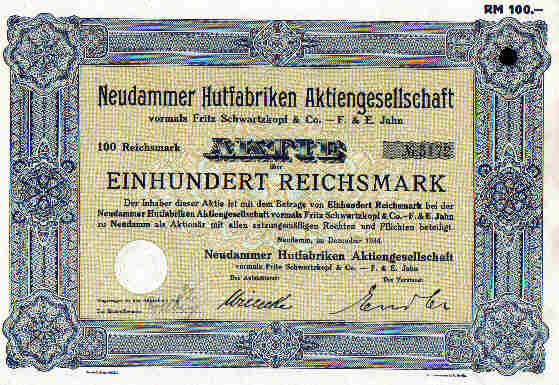 RM 100.—
Neudammer Hutfabriken Aktiengesellschaft
vormals Fritz Schwartzkopf & Co. — F. & E. Jahn
100 Reichsmark AKTIE
über
EINHUNDERT REICHSMARK
Der Inhaber dieser Aktie ist mit dem Betrage von Einhundert Reichsmark bei der
Neudammer Hutfabriken Aktiengesellschaft vormals Fritz Schwartzkopf & Co.—F. & E. Jahn
zu Neudamm als Aktionär mit allen satzungsmäßigen Rechten und Pflichten beteiligt.
Neudamm, im Dezember 1934.
Neudammer Hutfabriken Aktiengesellschaft
vormals Fritz Schwartzkopf & Co. — F. & E. Jahn
Der Aufsichtsrat: Der Vorstand: